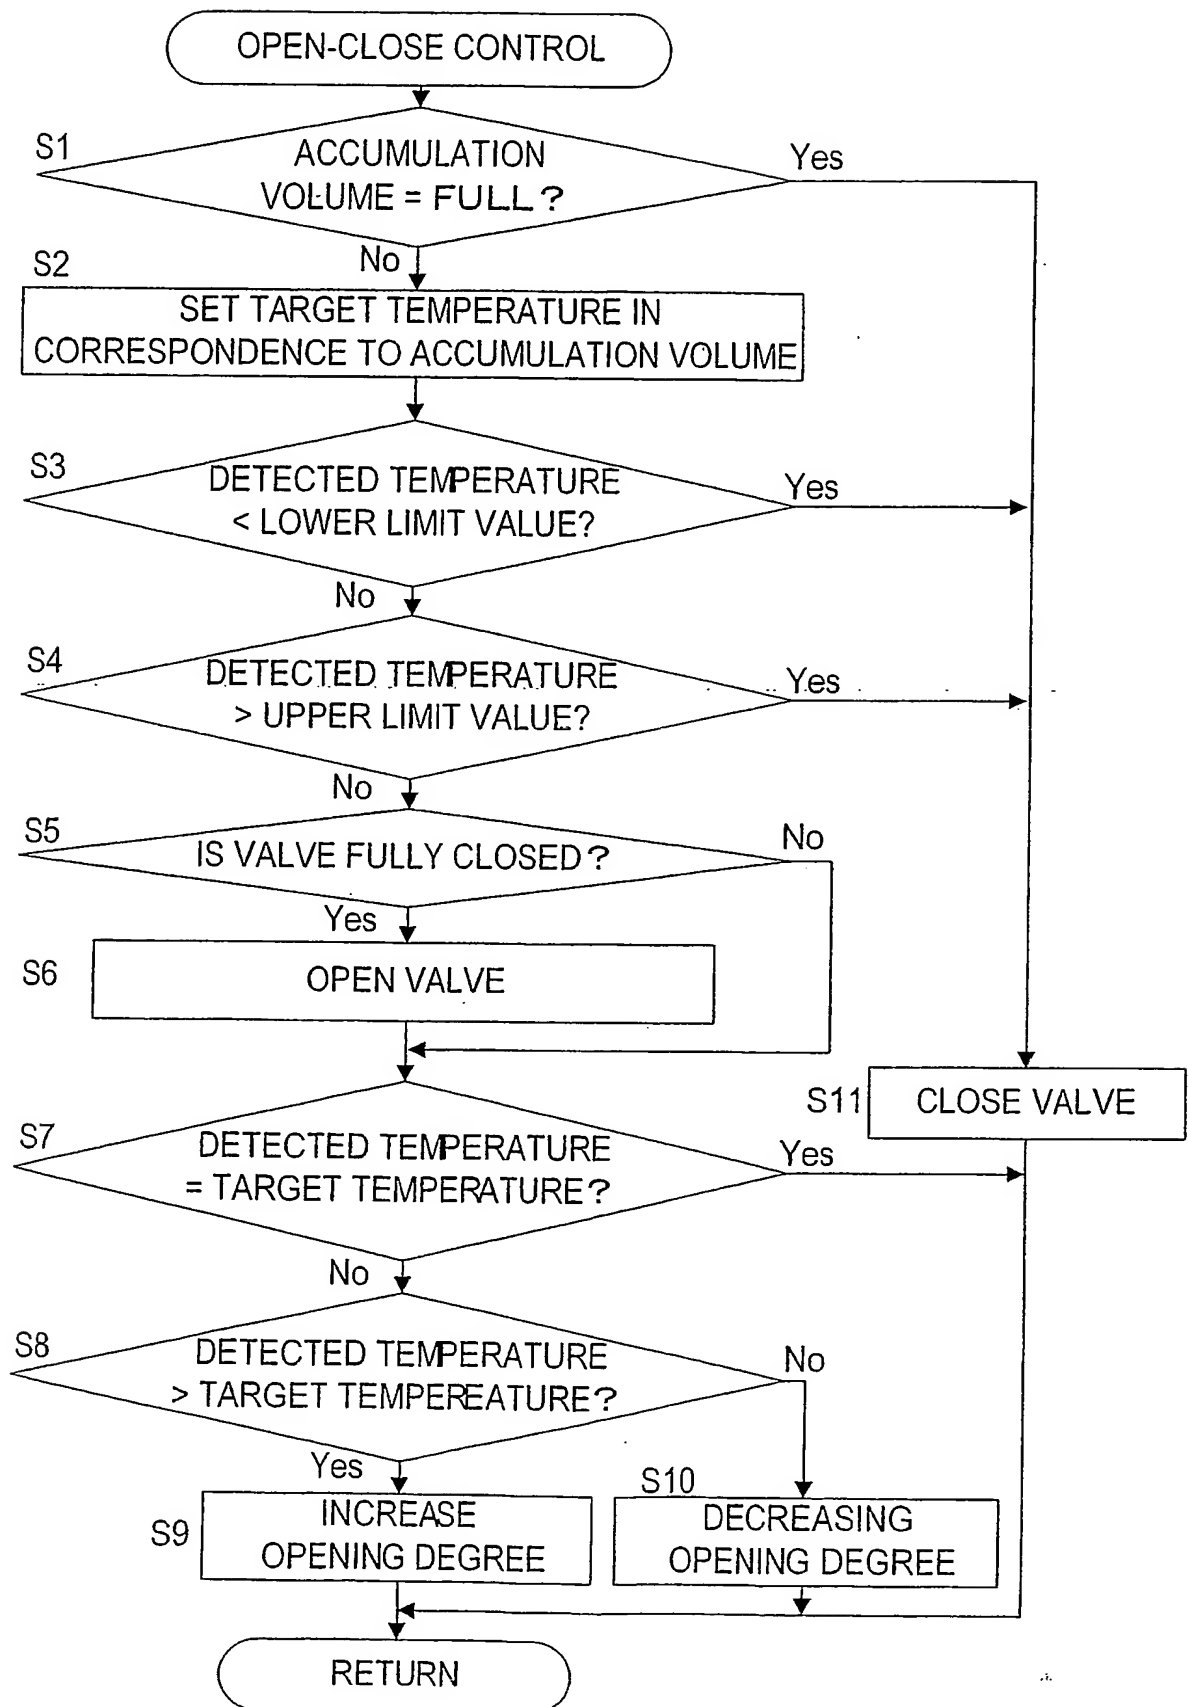 OPEN-CLOSE CONTROL
S1
ACCUMULATION
VOLUME = FULL?
Yes
No
S2
SET TARGET TEMPERATURE IN
CORRESPONDENCE TO ACCUMULATION VOLUME
S3
DETECTED TEMPERATURE
< LOWER LIMIT VALUE?
Yes
No
S4
DETECTED TEMPERATURE
> UPPER LIMIT VALUE?
Yes
No
S5
IS VALVE FULLY CLOSED?
No
Yes
S6
OPEN VALVE
S11
CLOSE VALVE
S7
DETECTED TEMPERATURE
= TARGET TEMPERATURE?
Yes
No
S8
DETECTED TEMPERATURE
> TARGET TEMPEREATURE?
No
Yes
S9
INCREASE
OPENING DEGREE
S10
DECREASING
OPENING DEGREE
RETURN